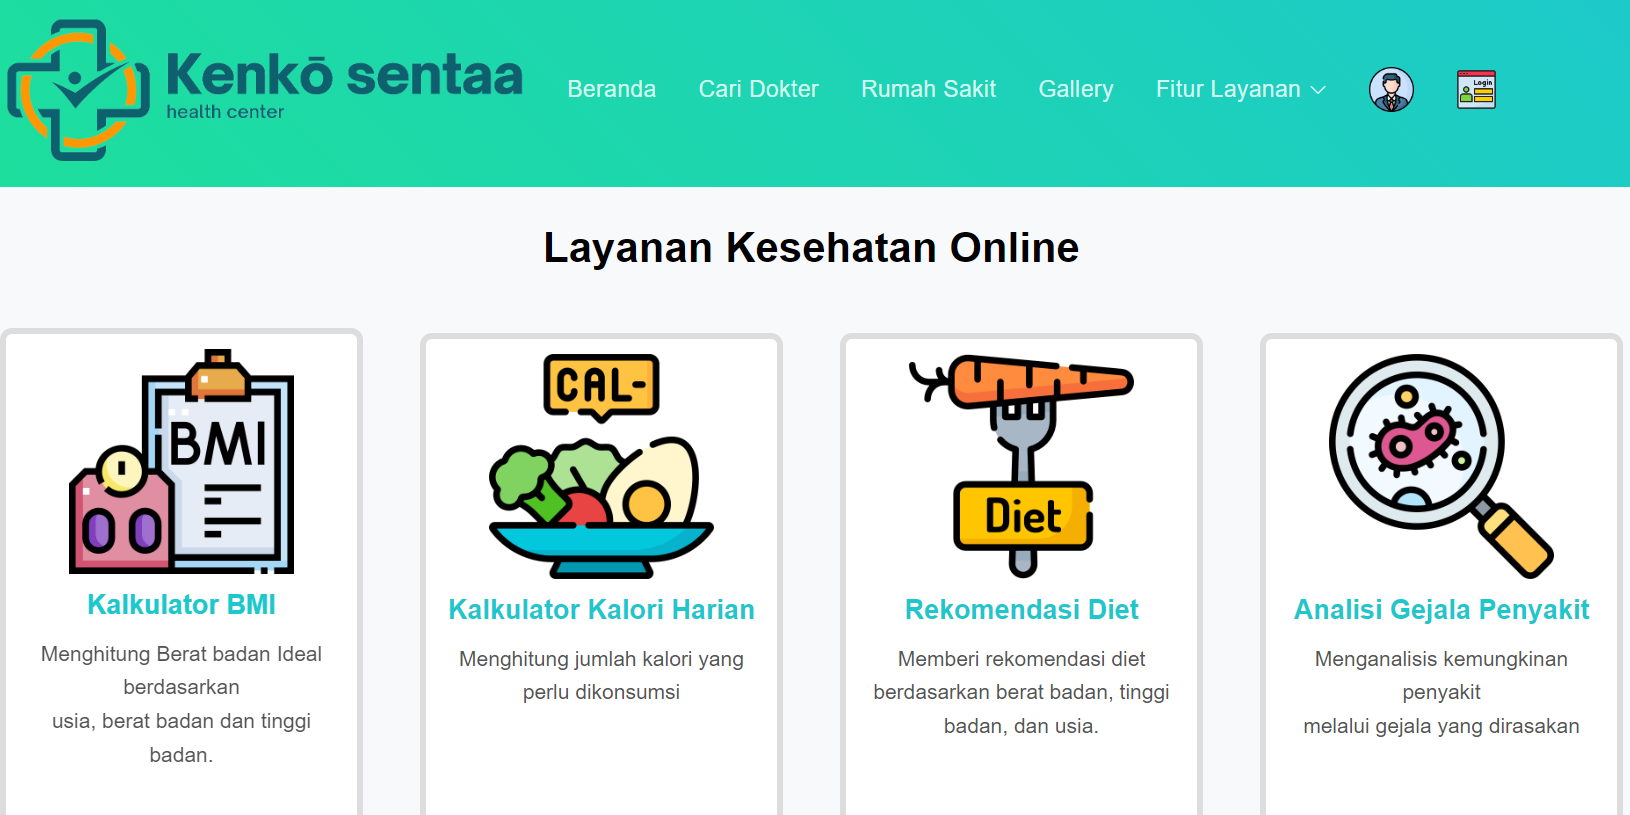 Kenkō sentaa
health center
Beranda
Cari Dokter
Rumah Sakit
Gallery
Fitur Layanan
Login
Layanan Kesehatan Online
BMI
Kalkulator BMI
Menghitung Berat badan Ideal
berdasarkan
usia, berat badan dan tinggi
badan.
CAL-
Kalkulator Kalori Harian
Menghitung jumlah kalori yang
perlu dikonsumsi
Diet
Rekomendasi Diet
Memberi rekomendasi diet
berdasarkan berat badan, tinggi
badan, dan usia.
Analisi Gejala Penyakit
Menganalisis kemungkinan
penyakit
melalui gejala yang dirasakan